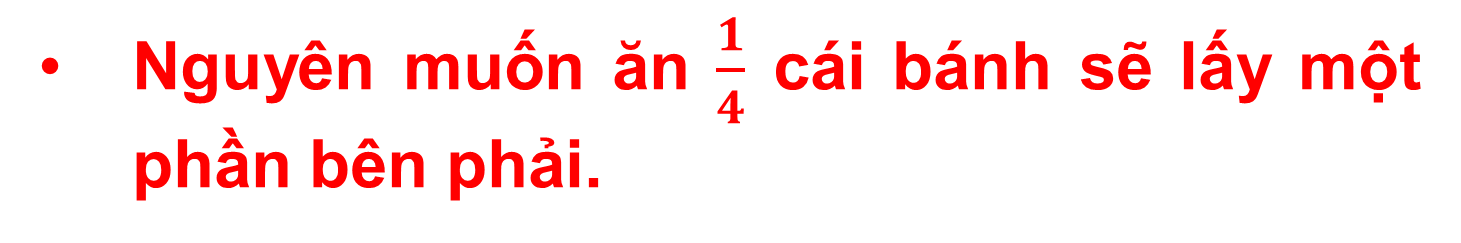 • Nguyên muốn ăn 1/4 cái bánh sẽ lấy một
phần bên phải.